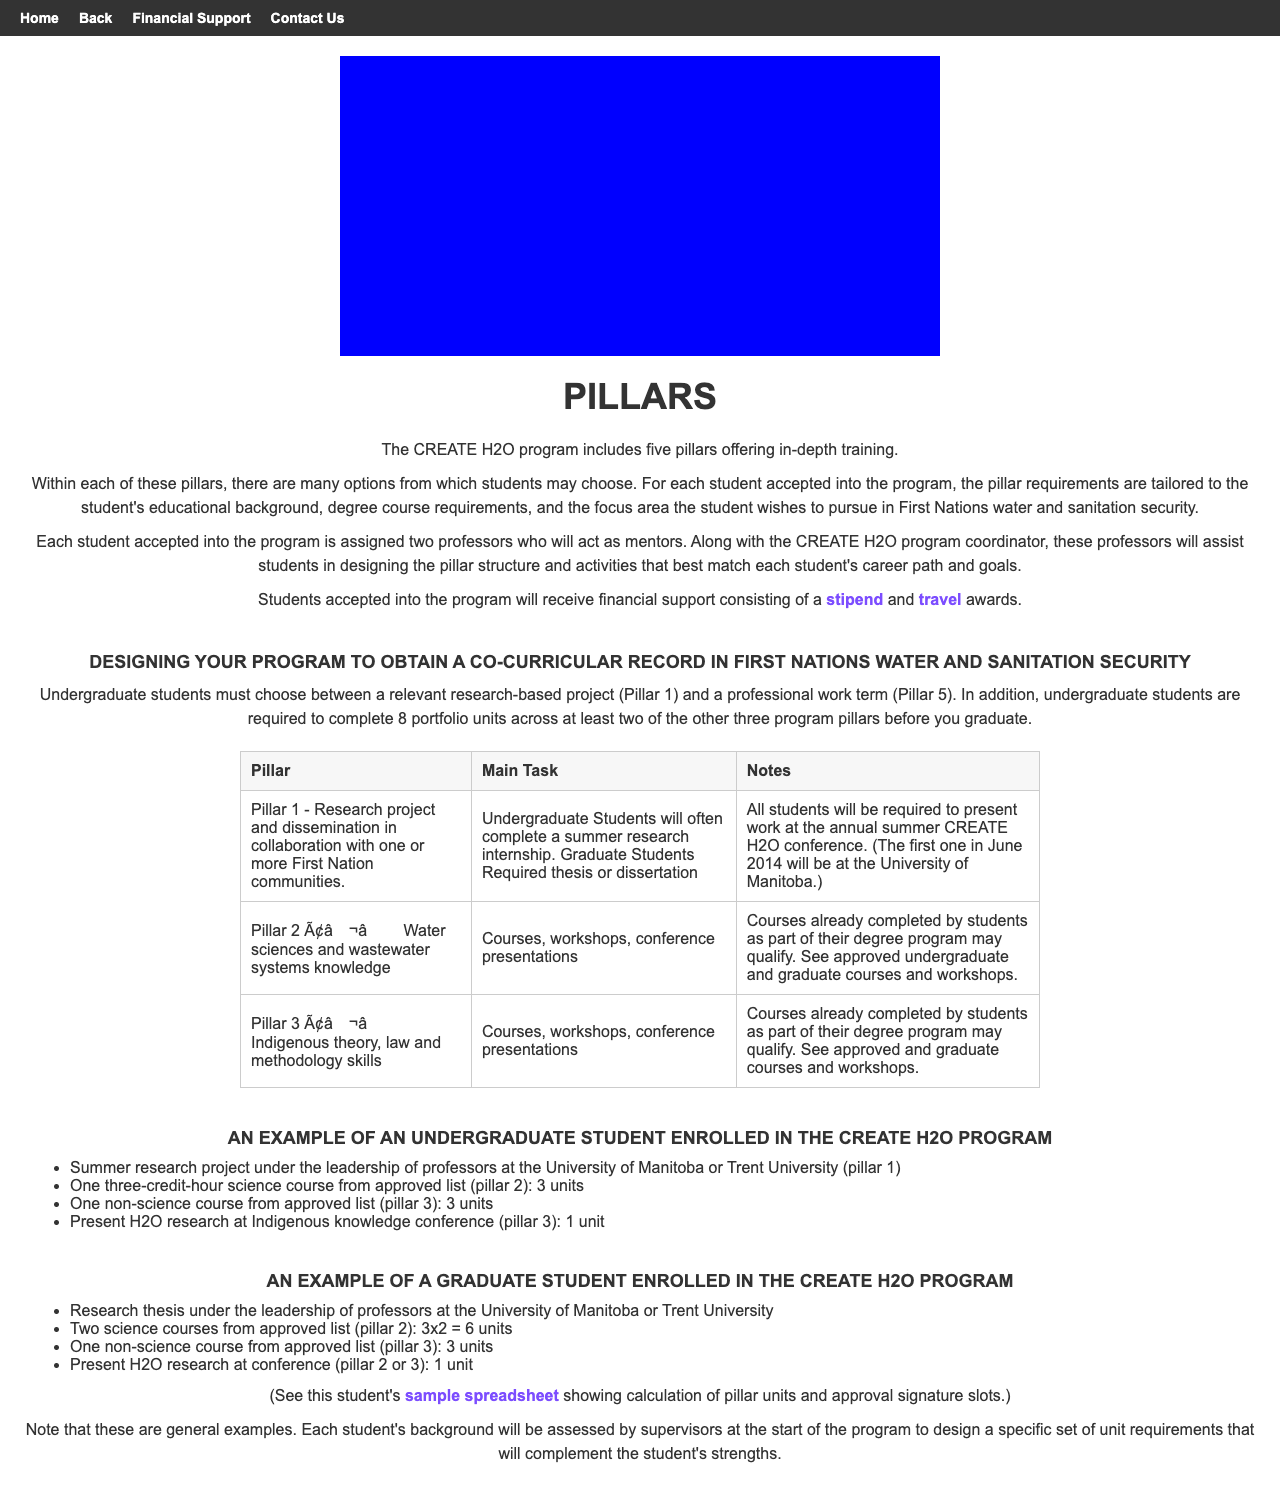 Home Back Financial Support Contact Us
PILLARS
The CREATE H2O program includes five pillars offering in-depth training.
Within each of these pillars, there are many options from which students may choose. For each student accepted into the program, the pillar requirements are tailored to the
student's educational background, degree course requirements, and the focus area the student wishes to pursue in First Nations water and sanitation security.
Each student accepted into the program is assigned two professors who will act as mentors. Along with the CREATE H2O program coordinator, these professors will assist
students in designing the pillar structure and activities that best match each student's career path and goals.
Students accepted into the program will receive financial support consisting of a stipend and travel awards.
DESIGNING YOUR PROGRAM TO OBTAIN A CO-CURRICULAR RECORD IN FIRST NATIONS WATER AND SANITATION SECURITY
Undergraduate students must choose between a relevant research-based project (Pillar 1) and a professional work term (Pillar 5). In addition, undergraduate students are
required to complete 8 portfolio units across at least two of the other three program pillars before you graduate.
Pillar Main Task Notes
Pillar 1 - Research project
and dissemination in
collaboration with one or
more First Nation
communities.
Undergraduate Students will often
complete a summer research
internship. Graduate Students
Required thesis or dissertation
All students will be required to present
work at the annual summer CREATE
H2O conference. (The first one in June
2014 will be at the University of
Manitoba.)
Pillar 2 Ã¢â ¬â Water
sciences and wastewater
systems knowledge
Courses, workshops, conference
presentations
Courses already completed by students
as part of their degree program may
qualify. See approved undergraduate
and graduate courses and workshops.
Pillar 3 Ã¢â ¬â
Indigenous theory, law and
methodology skills
Courses, workshops, conference
presentations
Courses already completed by students
as part of their degree program may
qualify. See approved and graduate
courses and workshops.
AN EXAMPLE OF AN UNDERGRADUATE STUDENT ENROLLED IN THE CREATE H2O PROGRAM
• Summer research project under the leadership of professors at the University of Manitoba or Trent University (pillar 1)
• One three-credit-hour science course from approved list (pillar 2): 3 units
• One non-science course from approved list (pillar 3): 3 units
• Present H2O research at Indigenous knowledge conference (pillar 3): 1 unit
AN EXAMPLE OF A GRADUATE STUDENT ENROLLED IN THE CREATE H2O PROGRAM
• Research thesis under the leadership of professors at the University of Manitoba or Trent University
• Two science courses from approved list (pillar 2): 3x2 = 6 units
• One non-science course from approved list (pillar 3): 3 units
• Present H2O research at conference (pillar 2 or 3): 1 unit
(See this student's sample spreadsheet showing calculation of pillar units and approval signature slots.)
Note that these are general examples. Each student's background will be assessed by supervisors at the start of the program to design a specific set of unit requirements that
will complement the student's strengths.